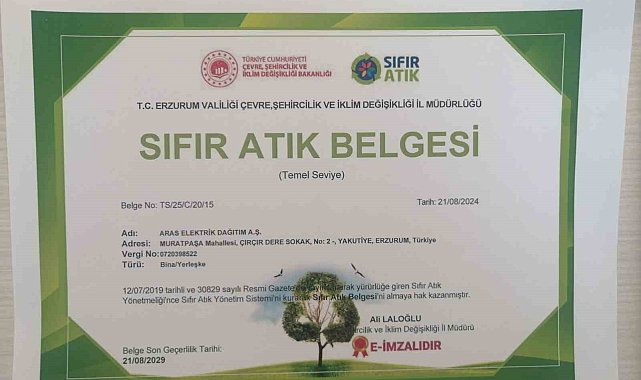 TÜRKİYE CUMHURİYETİ
ÇEVRE, ŞEHİRCİLİK VE
İKLİM DEĞİŞİKLİĞİ BAKANLIĞI
SIFIR
ATIK
T.C. ERZURUM VALİLİĞİ ÇEVRE,ŞEHİRCİLİK VE İKLİM DEĞİŞİKLİĞİ İL MÜDÜRLÜĞÜ
SIFIR ATIK BELGESİ
(Temel Seviye)
Belge No: TS/25/C/20/15
Tarih: 21/08/2024
Adı: ARAS ELEKTRİK DAĞITIM A.Ş.
Adresi: MURATPAŞA Mahallesi, ÇIRÇIR DERE SOKAK, No: 2 -, YAKUTİYE, ERZURUM, Türkiye
Vergi No: 0720398522
Türü: Bina/Yerleşke
12/07/2019 tarihli ve 30829 sayılı Resmi Gazete'de yayımlanarak yürürlüğe giren Sıfır Atık
Yönetmeliği'nce Sıfır Atık Yönetim Sistemi'ni kurarak Sıfır Atık Belgesi'ni almaya hak kazanmıştır.
Ali LALOĞLU
ircilik ve İklim Değişikliği İl Müdürü
E-İMZALIDIR
Belge Son Geçerlilik Tarihi:
21/08/2029